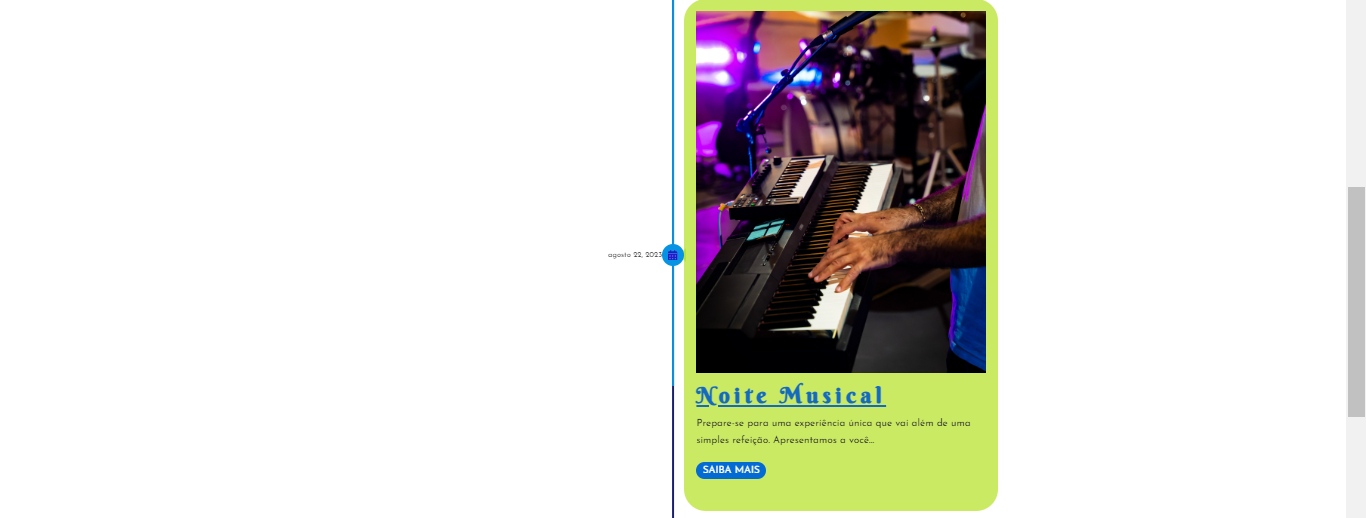 agosto 22, 2023
Noite Musical
Prepare-se para uma experiência única que vai além de uma
simples refeição. Apresentamos a você...
SAIBA MAIS